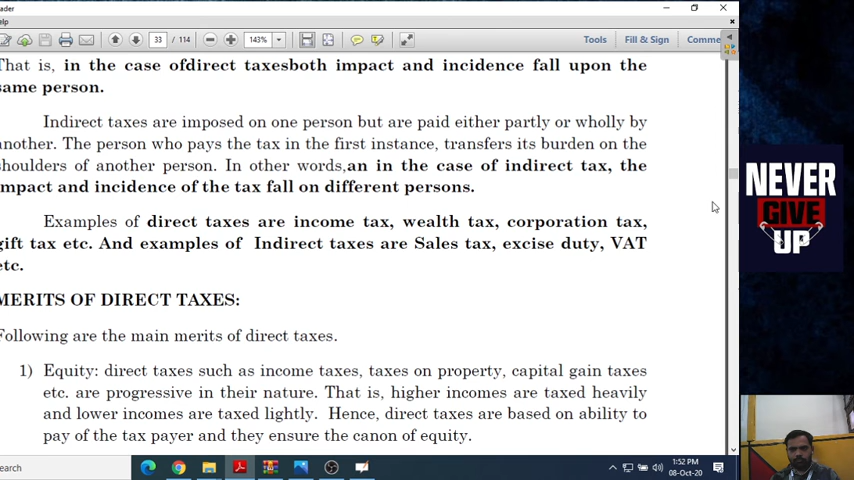 ader
elp
33 / 114
143%
Tools Fill & Sign Comme
That is, in the case ofdirect taxesboth impact and incidence fall upon the
same person.
Indirect taxes are imposed on one person but are paid either partly or wholly by
another. The person who pays the tax in the first instance, transfers its burden on the
shoulders of another person. In other words,an in the case of indirect tax, the
impact and incidence of the tax fall on different persons.
Examples of direct taxes are income tax, wealth tax, corporation tax,
gift tax etc. And examples of Indirect taxes are Sales tax, excise duty, VAT
etc.
MERITS OF DIRECT TAXES:
Following are the main merits of direct taxes.
1) Equity: direct taxes such as income taxes, taxes on property, capital gain taxes
etc. are progressive in their nature. That is, higher incomes are taxed heavily
and lower incomes are taxed lightly. Hence, direct taxes are based on ability to
pay of the tax payer and they ensure the canon of equity.
NEVER
GIVE
UP
earch
1:52 PM
08-Oct-20